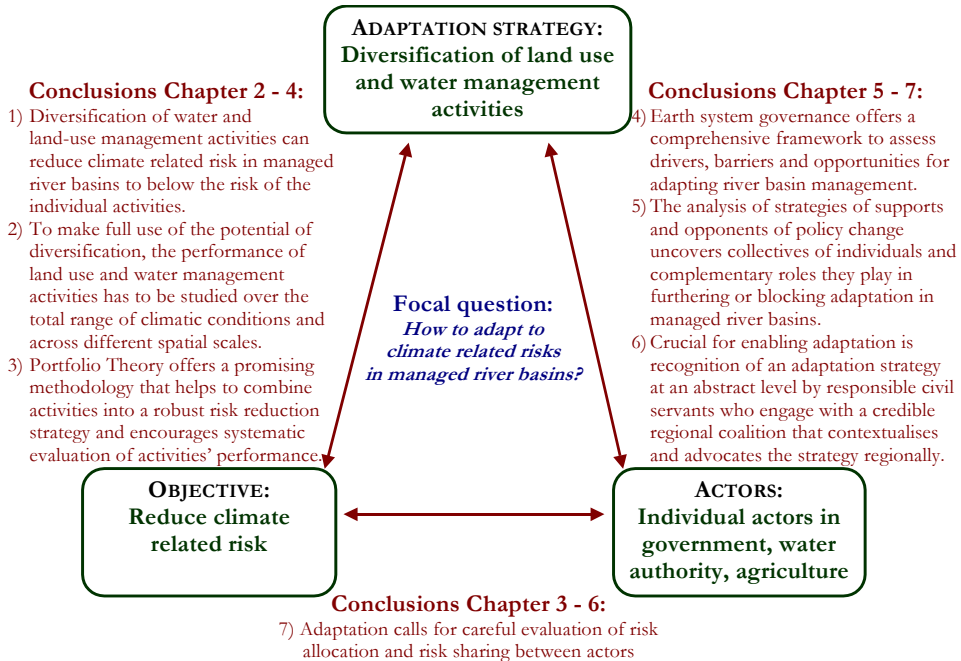 ADAPTATION STRATEGY:
Diversification of land use
and water management
activities
Conclusions Chapter 2 - 4:
1) Diversification of water and
land-use management activities can
reduce climate related risk in managed
river basins to below the risk of the
individual activities.
2) To make full use of the potential of
diversification, the performance of
land use and water management
activities has to be studied over the
total range of climatic conditions and
across different spatial scales.
3) Portfolio Theory offers a promising
methodology that helps to combine
activities into a robust risk reduction
strategy and encourages systematic
evaluation of activities' performance.
Focal question:
How to adapt to
climate related risks
in managed river basins?
Conclusions Chapter 5 - 7:
4) Earth system governance offers a
comprehensive framework to assess
drivers, barriers and opportunities for
adapting river basin management.
5) The analysis of strategies of supports
and opponents of policy change
uncovers collectives of individuals and
complementary roles they play in
furthering or blocking adaptation in
managed river basins.
6) Crucial for enabling adaptation is
recognition of an adaptation strategy
at an abstract level by responsible civil
servants who engage with a credible
regional coalition that contextualises
and advocates the strategy regionally.
OBJECTIVE:
Reduce climate
related risk
ACTORS:
Individual actors in
government, water
authority, agriculture
Conclusions Chapter 3 - 6:
7) Adaptation calls for careful evaluation of risk
allocation and risk sharing between actors